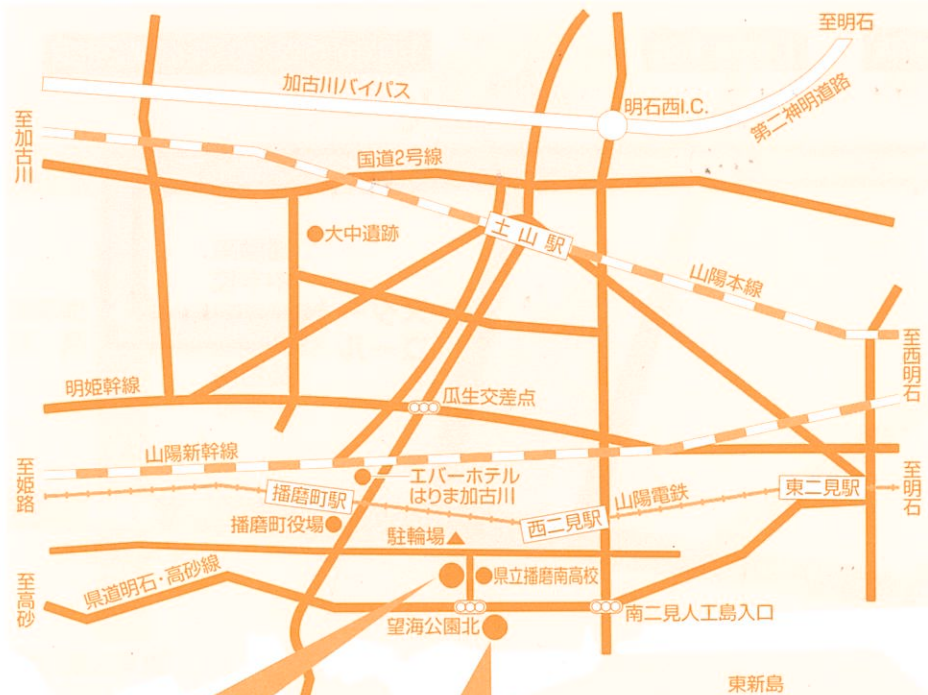 至明石
加古川バイパス
明石西I.C.
第二神明道路
至加古川
国道2号線
大中遺跡
土山駅
山陽本線
至西明石
明姫幹線
瓜生交差点
山陽新幹線
エバーホテル
はりま加古川
至姫路
播磨町駅
山陽電鉄
東二見駅
至明石
西二見駅
播磨町役場
駐輪場
県道明石・高砂線
県立播磨南高校
至高砂
望海公園北
南二見人工島入口
東新島